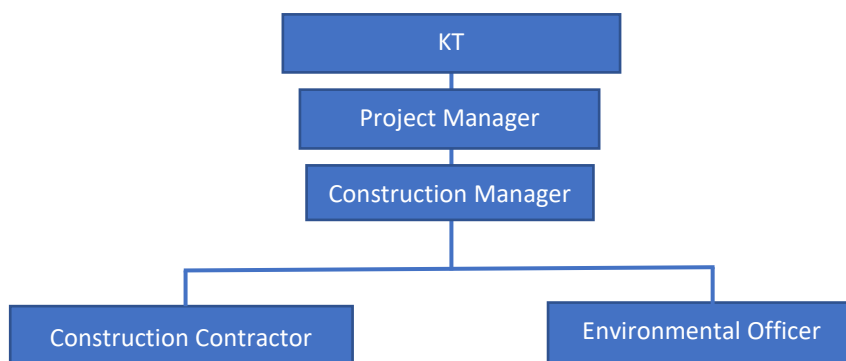 KT
Project Manager
Construction Manager
Construction Contractor
Environmental Officer